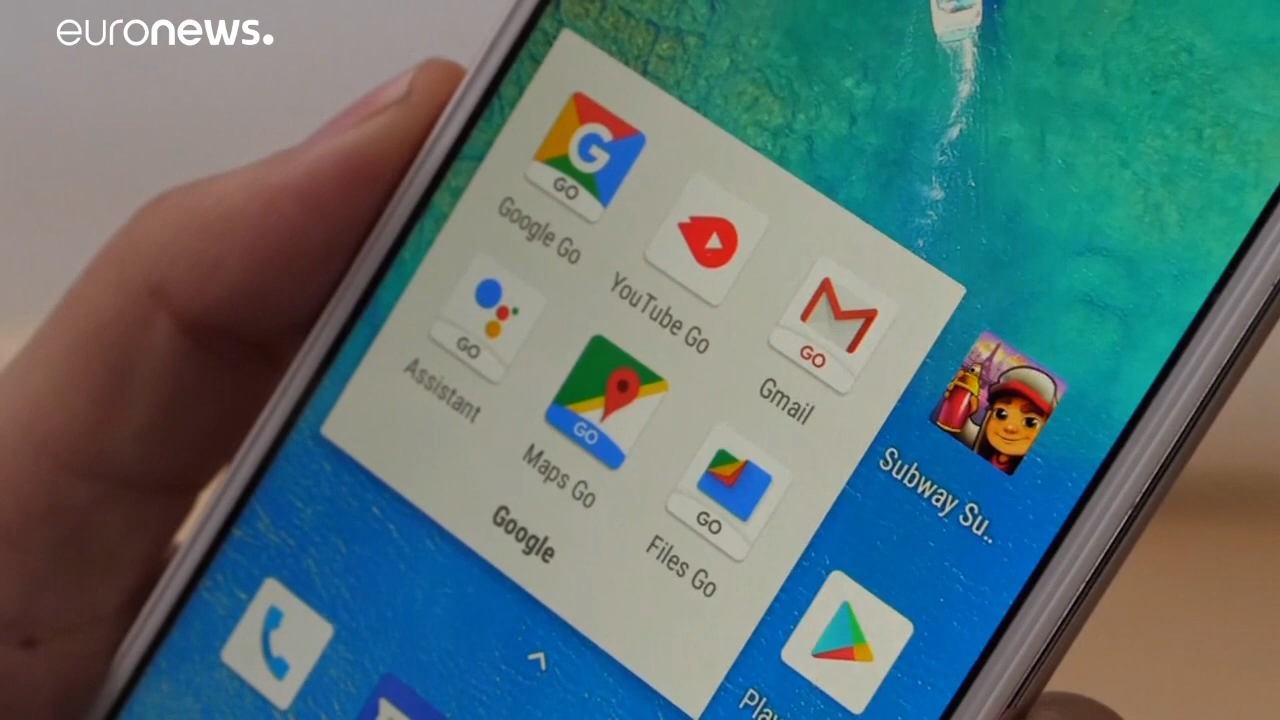 euronews.
GO
Google Go
YouTube Go
GO
Gmail
GO
Assistant
GO
Maps Go
GO
Files Go
Google
Subway Su..